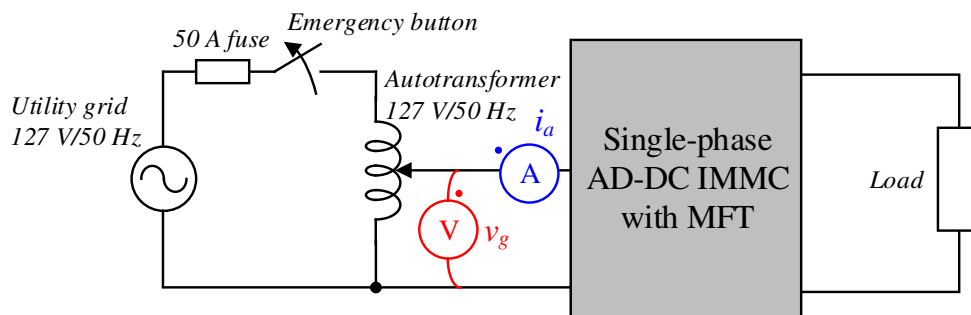 Emergency button
50 A fuse
Utility grid
127 V/50 Hz
Autotransformer
127 V/50 Hz
i_a
A
V
v_g
Single-phase
AD-DC IMMC
with MFT
Load